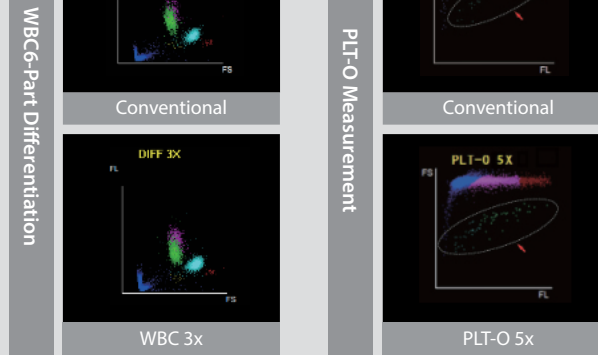 WBC6-Part Differentiation
FS
Conventional
DIFF 3X
FL
FS
WBC 3x
PLT-O Measurement
FL
Conventional
PLT-O 5X
FS
FL
PLT-O 5x